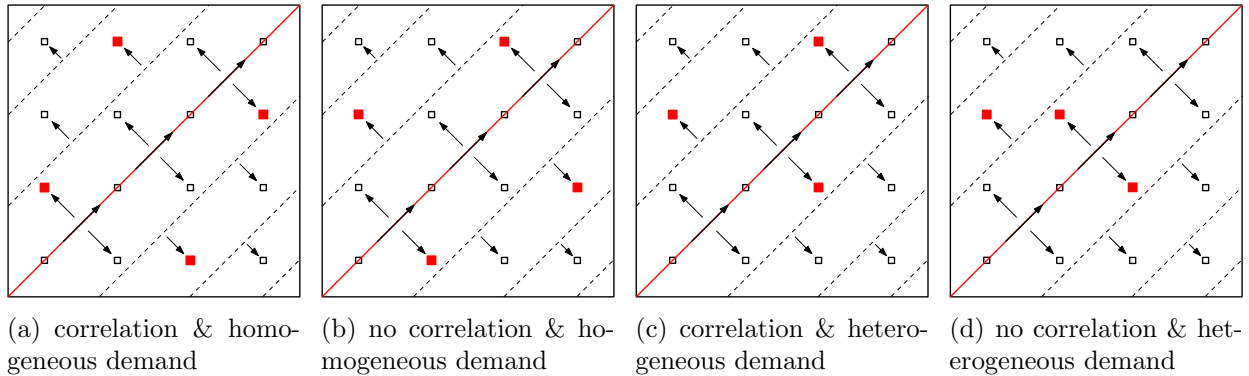 (a) correlation & homo-
geneous demand
(b) no correlation & ho-
mogeneous demand
(c) correlation & hetero-
geneous demand
(d) no correlation & het-
erogeneous demand